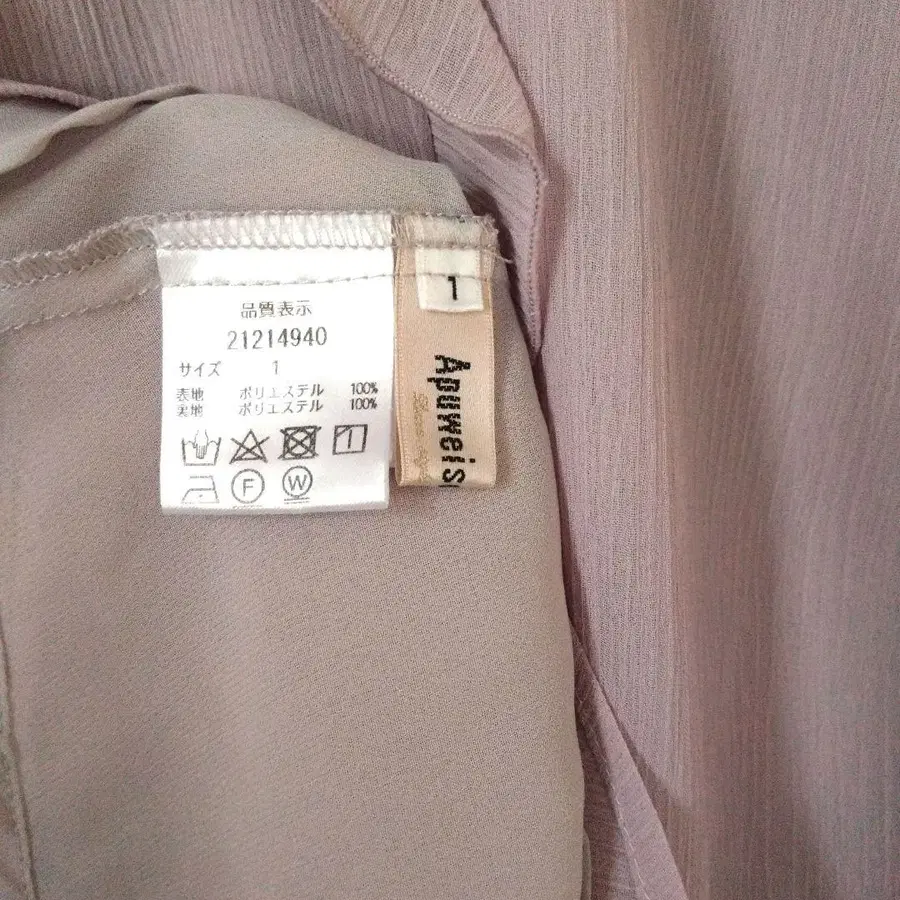 品質表示
21214940
サイズ 1
表地 ポリエステル 100%
裏地 ポリエステル 100%
F
W
1
Apuweis